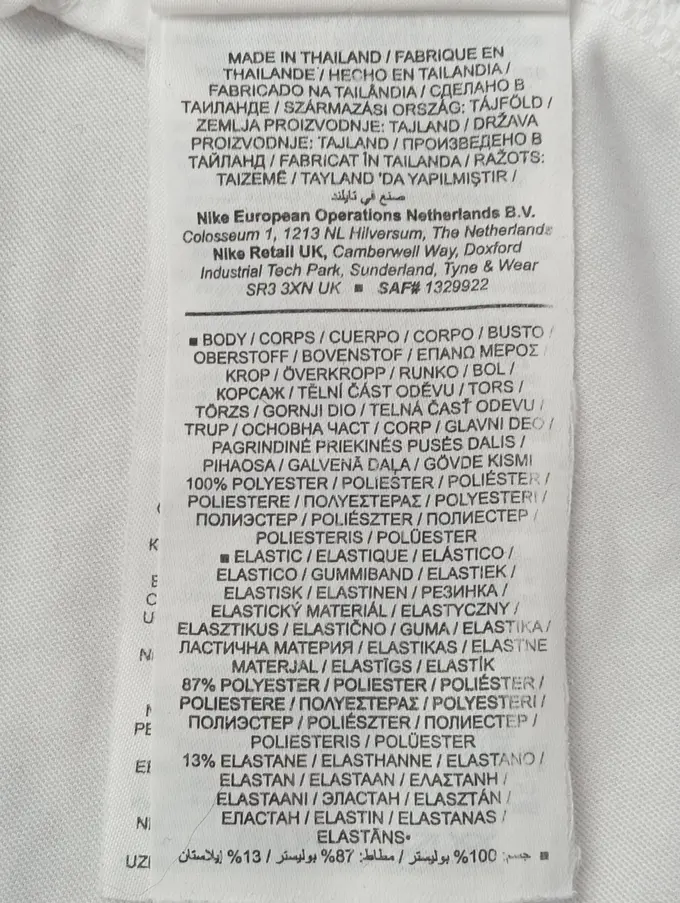 MADE IN THAILAND / FABRIQUE EN
THAILANDE / HECHO EN TAILANDIA /
FABRICADO NA TAILÂNDIA / СДЕЛАНО В
ТАИЛАНДЕ / SZÁRMAZÁSI ORSZÁG: TÁJFÖLD /
ZEMLJA PROIZVODNJE: TAJLAND / DRŽAVA
PROIZVODNJE: TAJLAND / ПРОИЗВЕДЕНО В
ТАЙЛАНД / FABRICAT ÎN TAILANDA / RAŽOTS:
TAIZEMĒ / TAYLAND 'DA YAPILMIŞTIR /
صنع في تايلند
Nike European Operations Netherlands B.V.
Colosseum 1, 1213 NL Hilversum, The Netherlands
Nike Retail UK, Camberwell Way, Doxford
Industrial Tech Park, Sunderland, Tyne & Wear
SR3 3XN UK ■ SAF# 1329922
■ BODY / CORPS / CUERPO / CORPO / BUSTO /
OBERSTOFF / BOVENSTOF / ΕΠΑΝΩ ΜΕΡΟΣ /
KROP / ÖVERKROPP / RUNKO / BOL /
КОРСАЖ / TĚLNÍ ČÁST ODĚVU / TORS /
TÖRZS / GORNJI DIO / TELNÁ ČASŤ ODEVU /
TRUP / ОСНОВНА ЧАСТ / CORP / GLAVNI DEO /
PAGRINDINĖ PRIEKINĖS PUSĖS DALIS /
PIHAOSA / GALVENĀ DAĻA / GÖVDE KISMI
100% POLYESTER / POLIESTER / POLIÉSTER /
POLIESTERE / ΠΟΛΥΕΣΤΕΡΑΣ / POLYESTERI /
ПОЛИЭСТЕР / POLIÉSZTER / ПОЛИЕСТЕР /
POLIESTERIS / POLÜESTER
■ ELASTIC / ELASTIQUE / ELÁSTICO /
ELASTICO / GUMMIBAND / ELASTIEK /
ELASTISK / ELASTINEN / РЕЗИНКА /
ELASTICKÝ MATERIÁL / ELASTYCZNY /
ELASZTIKUS / ELASTIČNO / GUMA / ELASTIKA /
ЛАСТИЧНА МАТЕРИЯ / ELASTIKAS / ELASTNE
MATERJAL / ELASTĪGS / ELASTİK
87% POLYESTER / POLIESTER / POLIÉSTER /
POLIESTERE / ΠΟΛΥΕΣΤΕΡΑΣ / POLYESTERI /
ПОЛИЭСТЕР / POLIÉSZTER / ПОЛИЕСТЕР /
POLIESTERIS / POLÜESTER
13% ELASTANE / ELASTHANNE / ELASTANO /
ELASTAN / ELASTAAN / ΕΛΑΣΤΑΝΗ /
ELASTAANI / ЭЛАСТАН / ELASZTÁN /
ЕЛАСТАН / ELASTIN / ELASTANAS /
ELASTĀNS•
■ جسم: 100% بوليستر / مطاط: 87% بوليستر / 13% إيلاستان